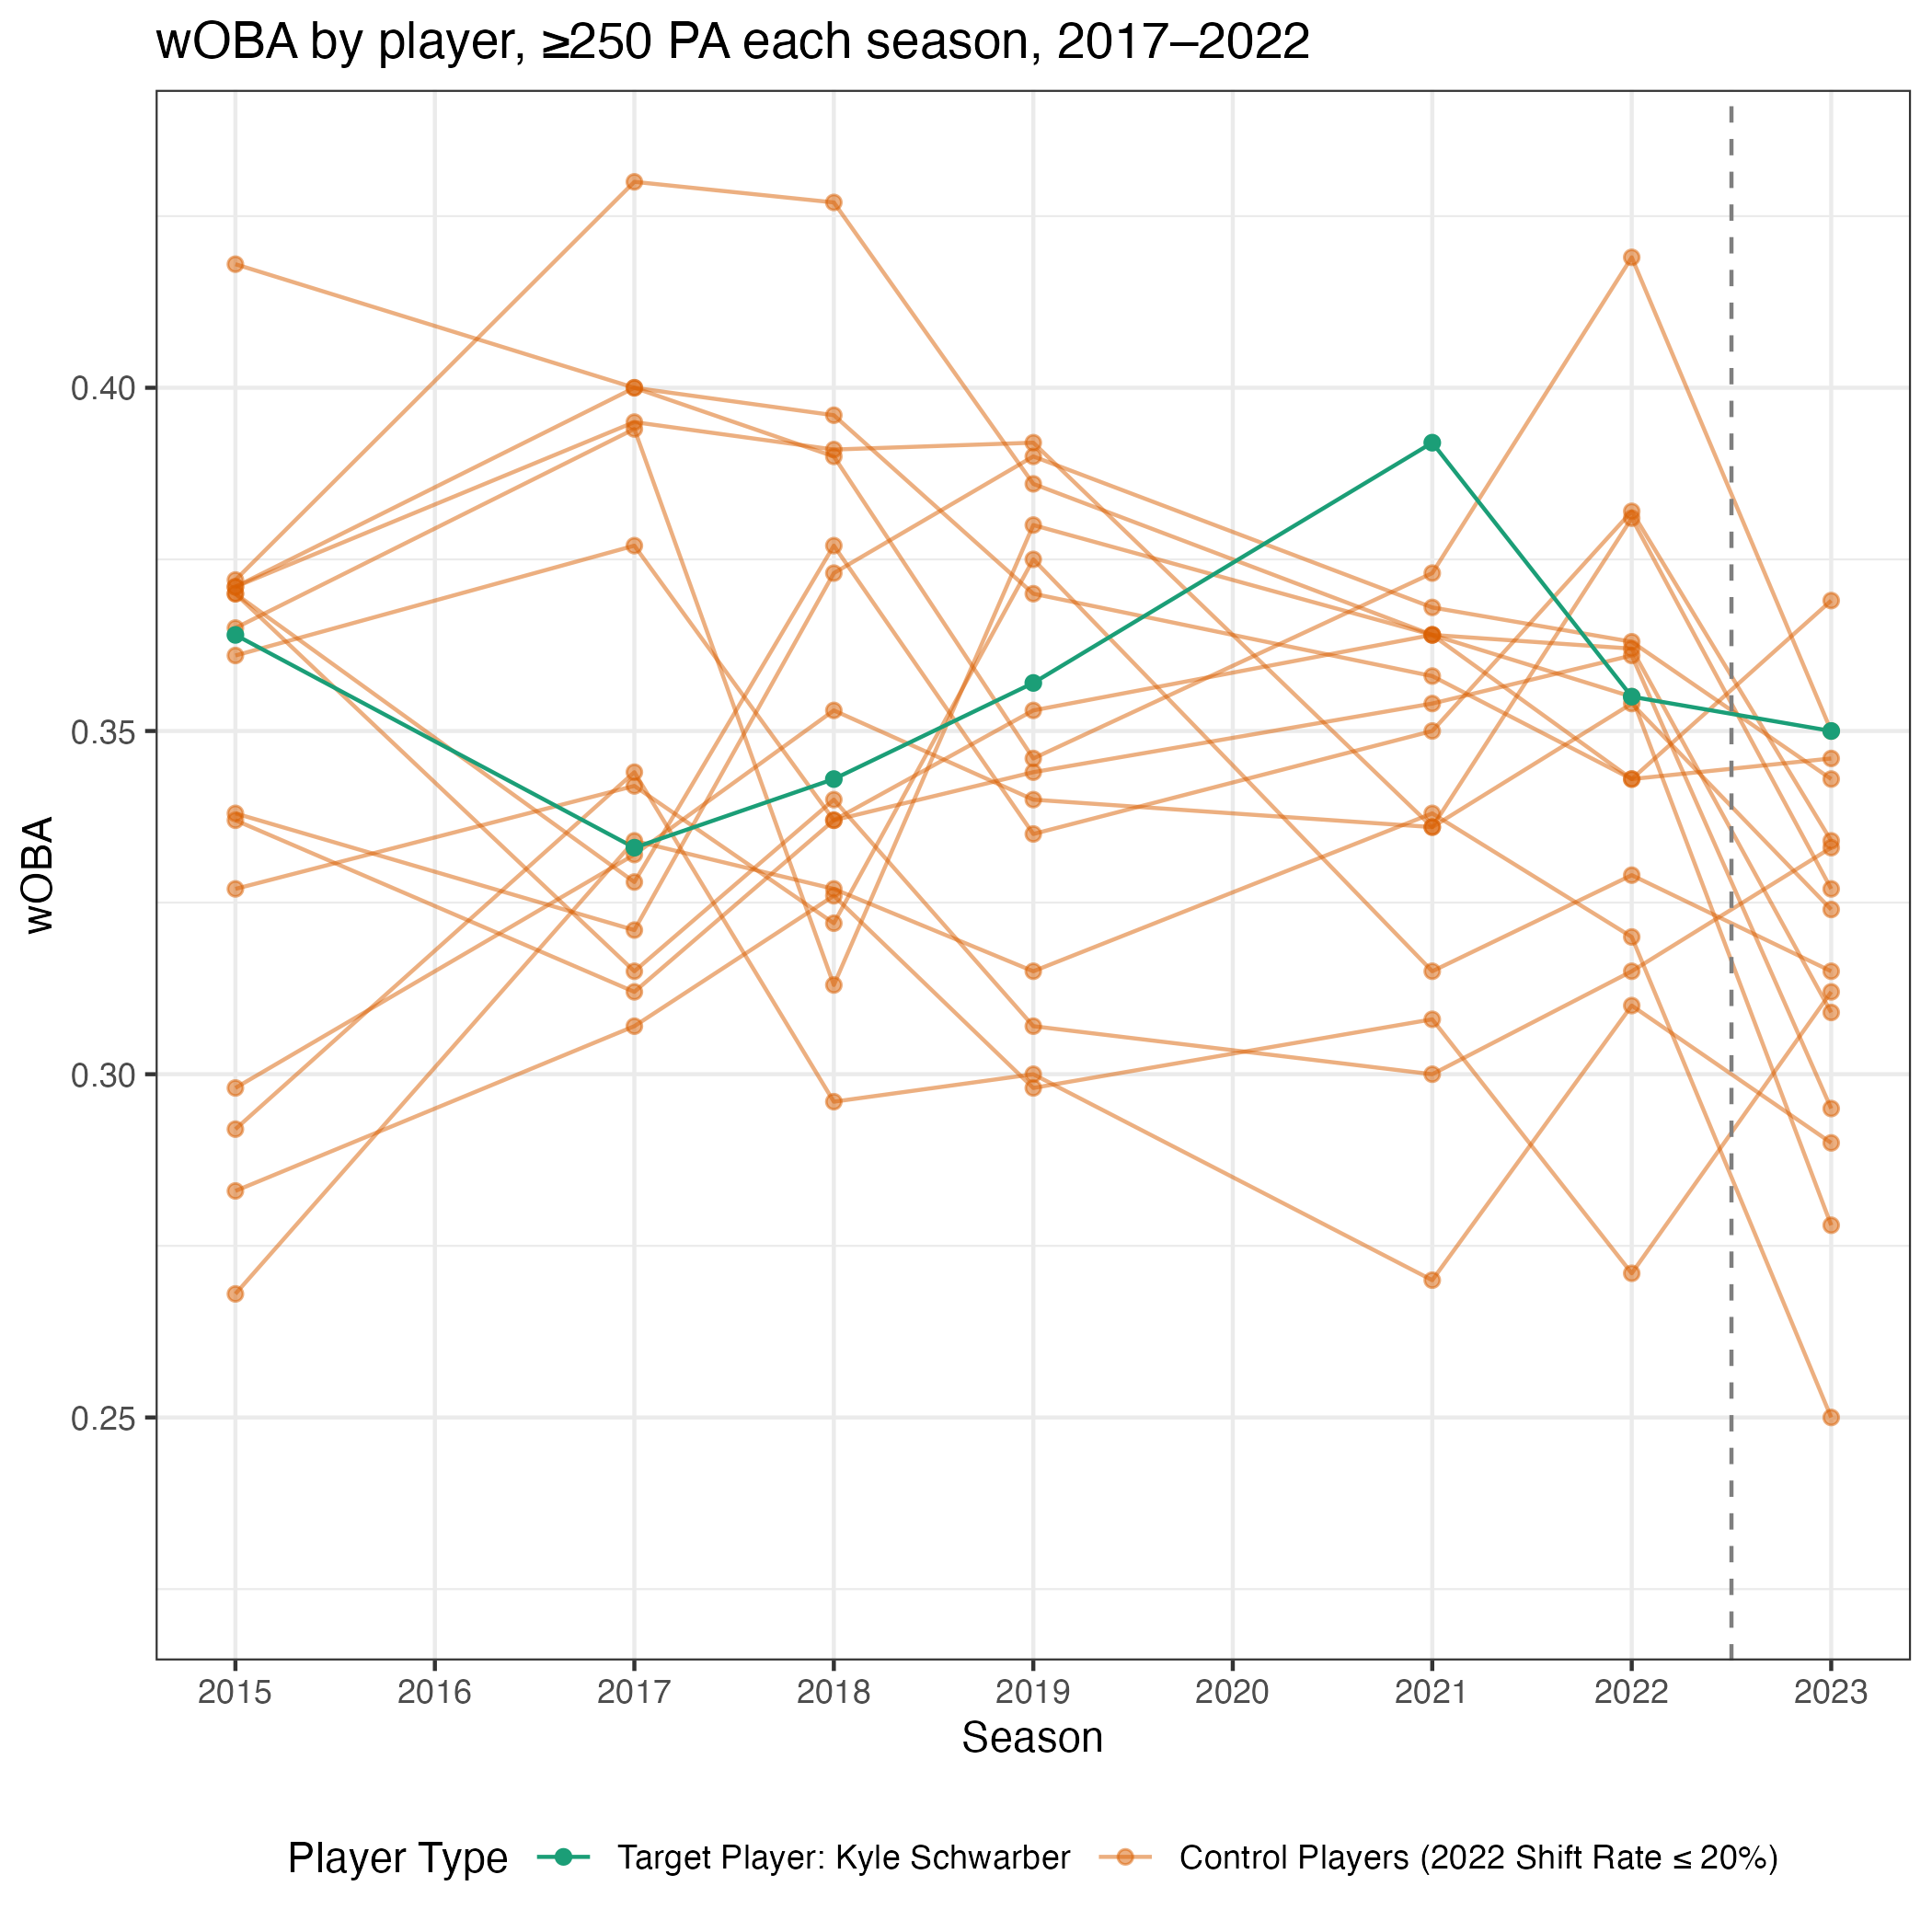 wOBA by player, ≥250 PA each season, 2017–2022
wOBA
0.40
0.35
0.30
0.25
2015 2016 2017 2018 2019 2020 2021 2022 2023
Season
Player Type Target Player: Kyle Schwarber Control Players (2022 Shift Rate ≤ 20%)